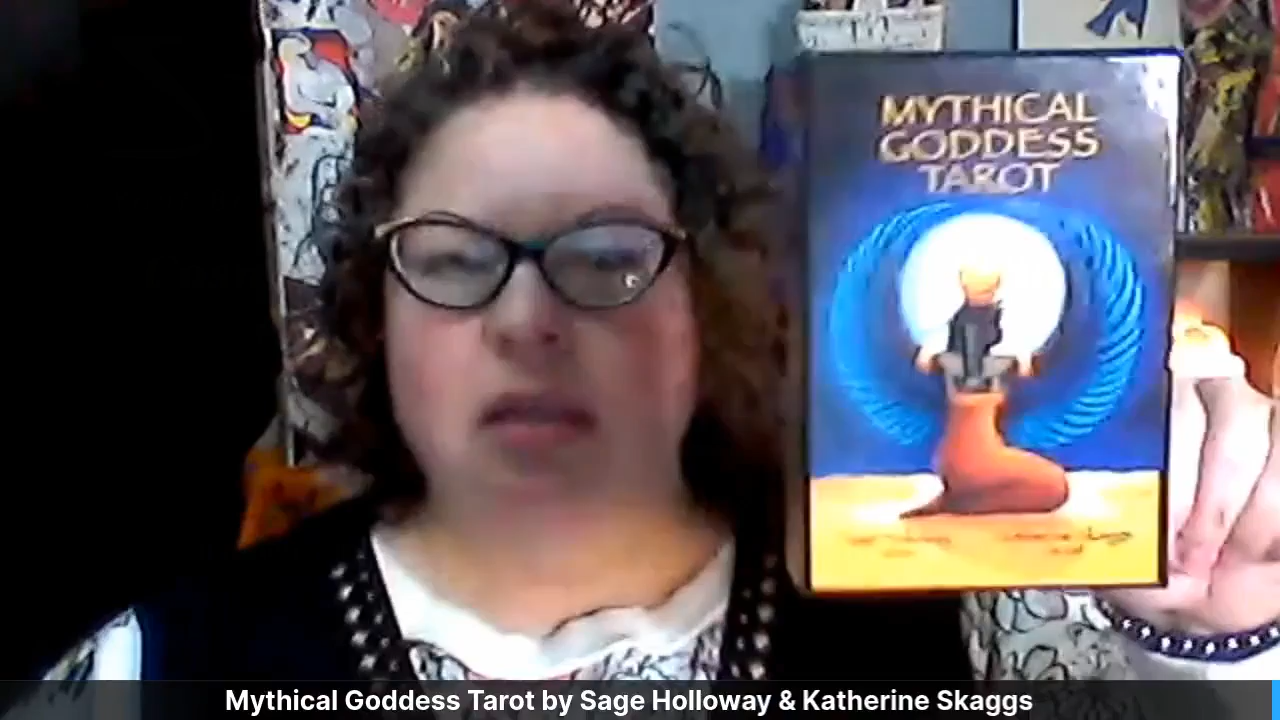 MYTHICAL
GODDESS
TAROT
Mythical Goddess Tarot by Sage Holloway & Katherine Skaggs